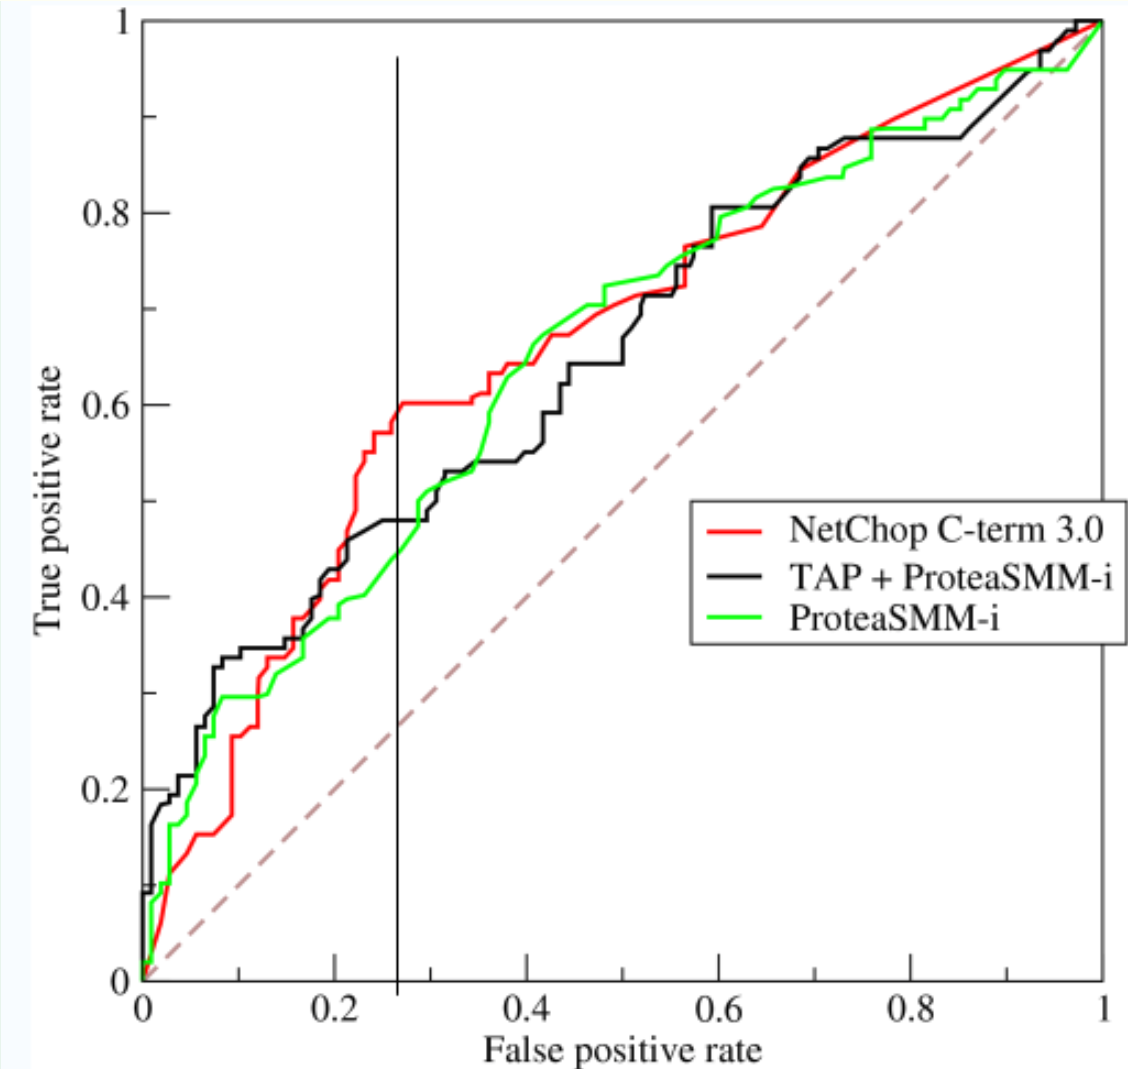 1
0.8
0.6
0.4
0.2
0
True positive rate
NetChop C-term 3.0
TAP + ProteaSMM-i
ProteaSMM-i
0 0.2 0.4 0.6 0.8 1
False positive rate